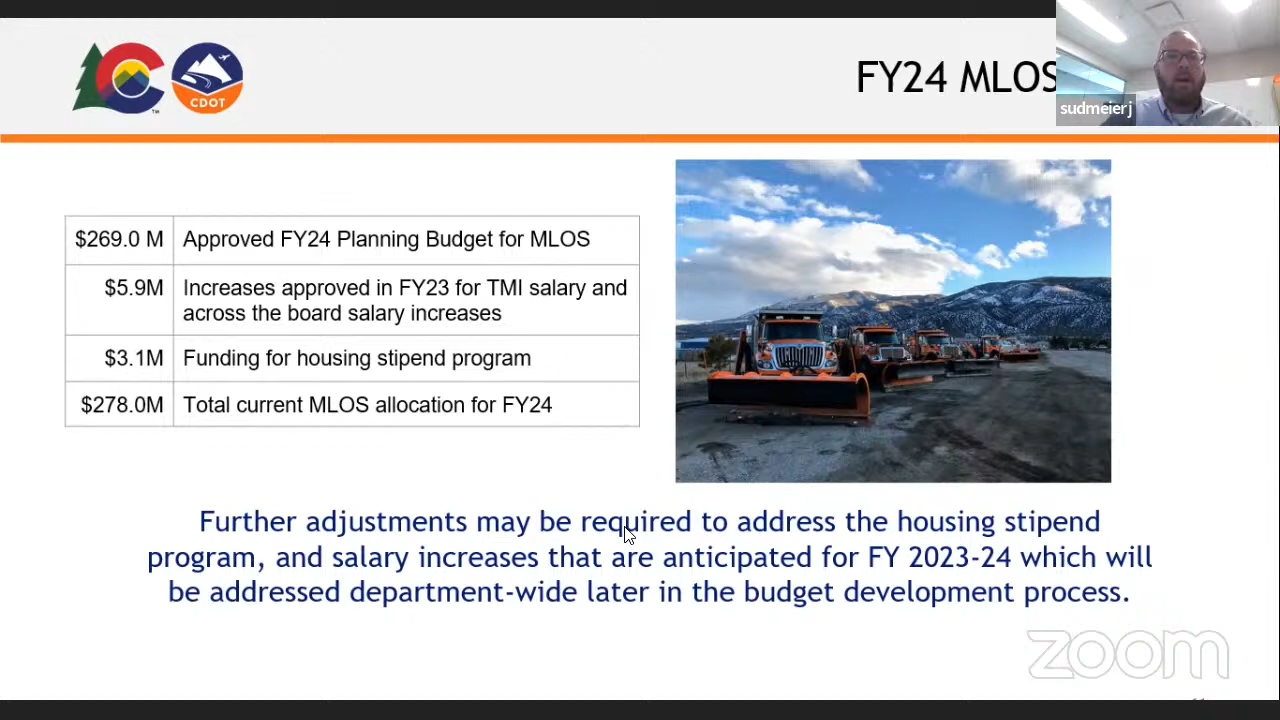 FY24 MLOS
sudmeierj
CDOT
$269.0 M Approved FY24 Planning Budget for MLOS
$5.9M Increases approved in FY23 for TMI salary and
across the board salary increases
$3.1M Funding for housing stipend program
$278.0M Total current MLOS allocation for FY24
Further adjustments may be required to address the housing stipend
program, and salary increases that are anticipated for FY 2023-24 which will
be addressed department-wide later in the budget development process.
zoom